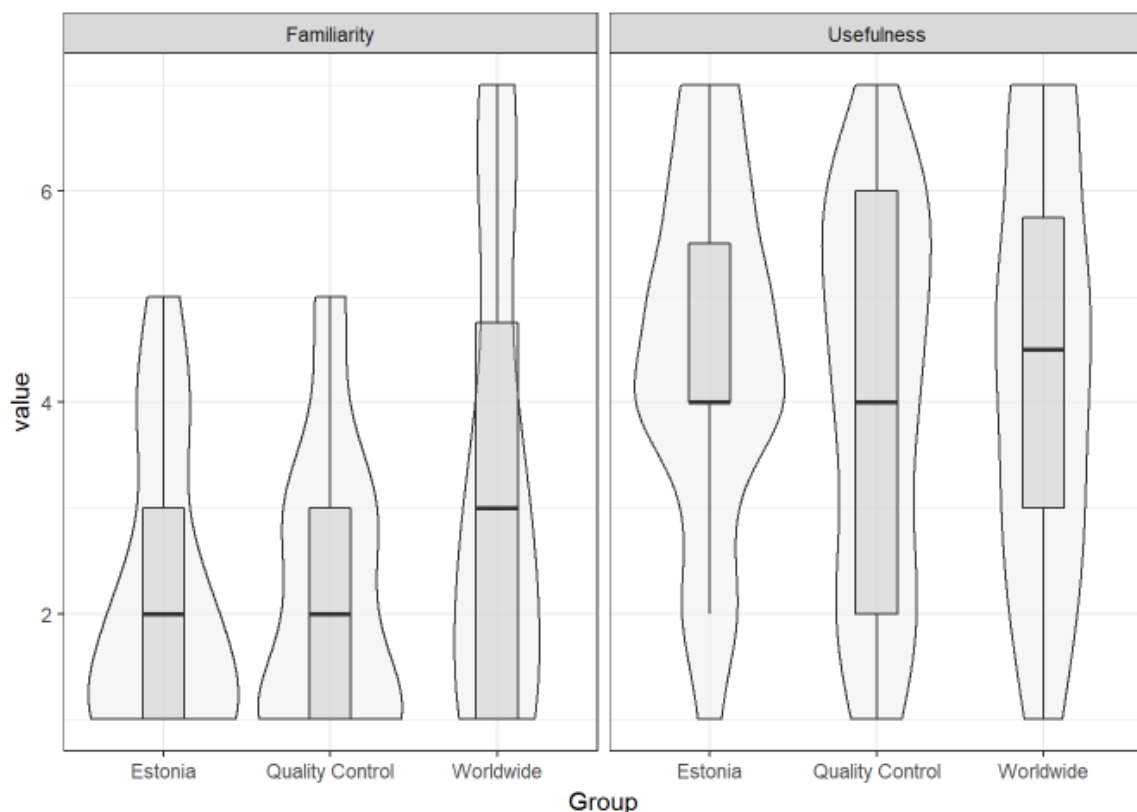 Familiarity
Usefulness
value
6
4
2
Estonia
Quality Control
Worldwide
Estonia
Quality Control
Worldwide
Group